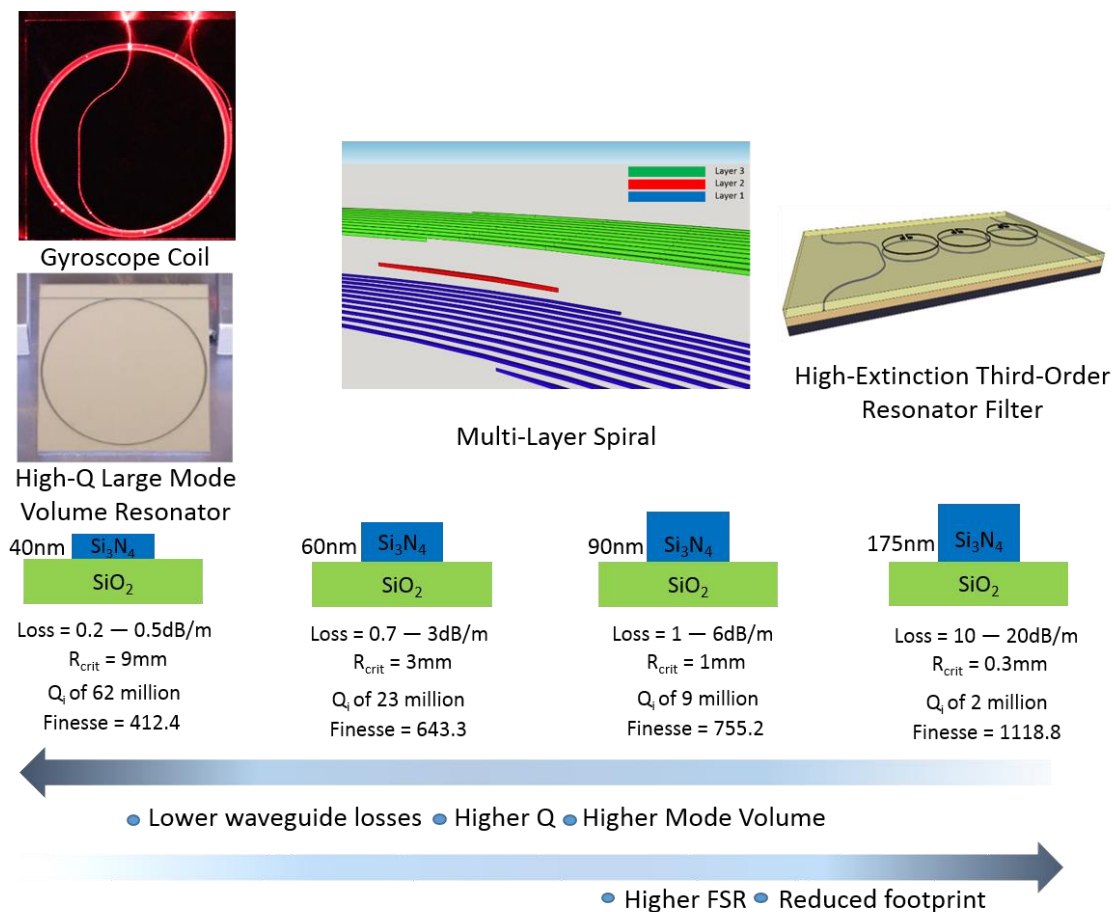 Gyroscope Coil
High-Q Large Mode
Volume Resonator
Layer 3
Layer 2
Layer 1
Multi-Layer Spiral
High-Extinction Third-Order
Resonator Filter
40nm
Si₃N₄
SiO₂
Loss = 0.2 — 0.5dB/m
R_crit = 9mm
Qᵢ of 62 million
Finesse = 412.4
60nm
Si₃N₄
SiO₂
Loss = 0.7 — 3dB/m
R_crit = 3mm
Qᵢ of 23 million
Finesse = 643.3
90nm
Si₃N₄
SiO₂
Loss = 1 — 6dB/m
R_crit = 1mm
Qᵢ of 9 million
Finesse = 755.2
175nm
Si₃N₄
SiO₂
Loss = 10 — 20dB/m
R_crit = 0.3mm
Qᵢ of 2 million
Finesse = 1118.8
● Lower waveguide losses ● Higher Q ● Higher Mode Volume
● Higher FSR ● Reduced footprint